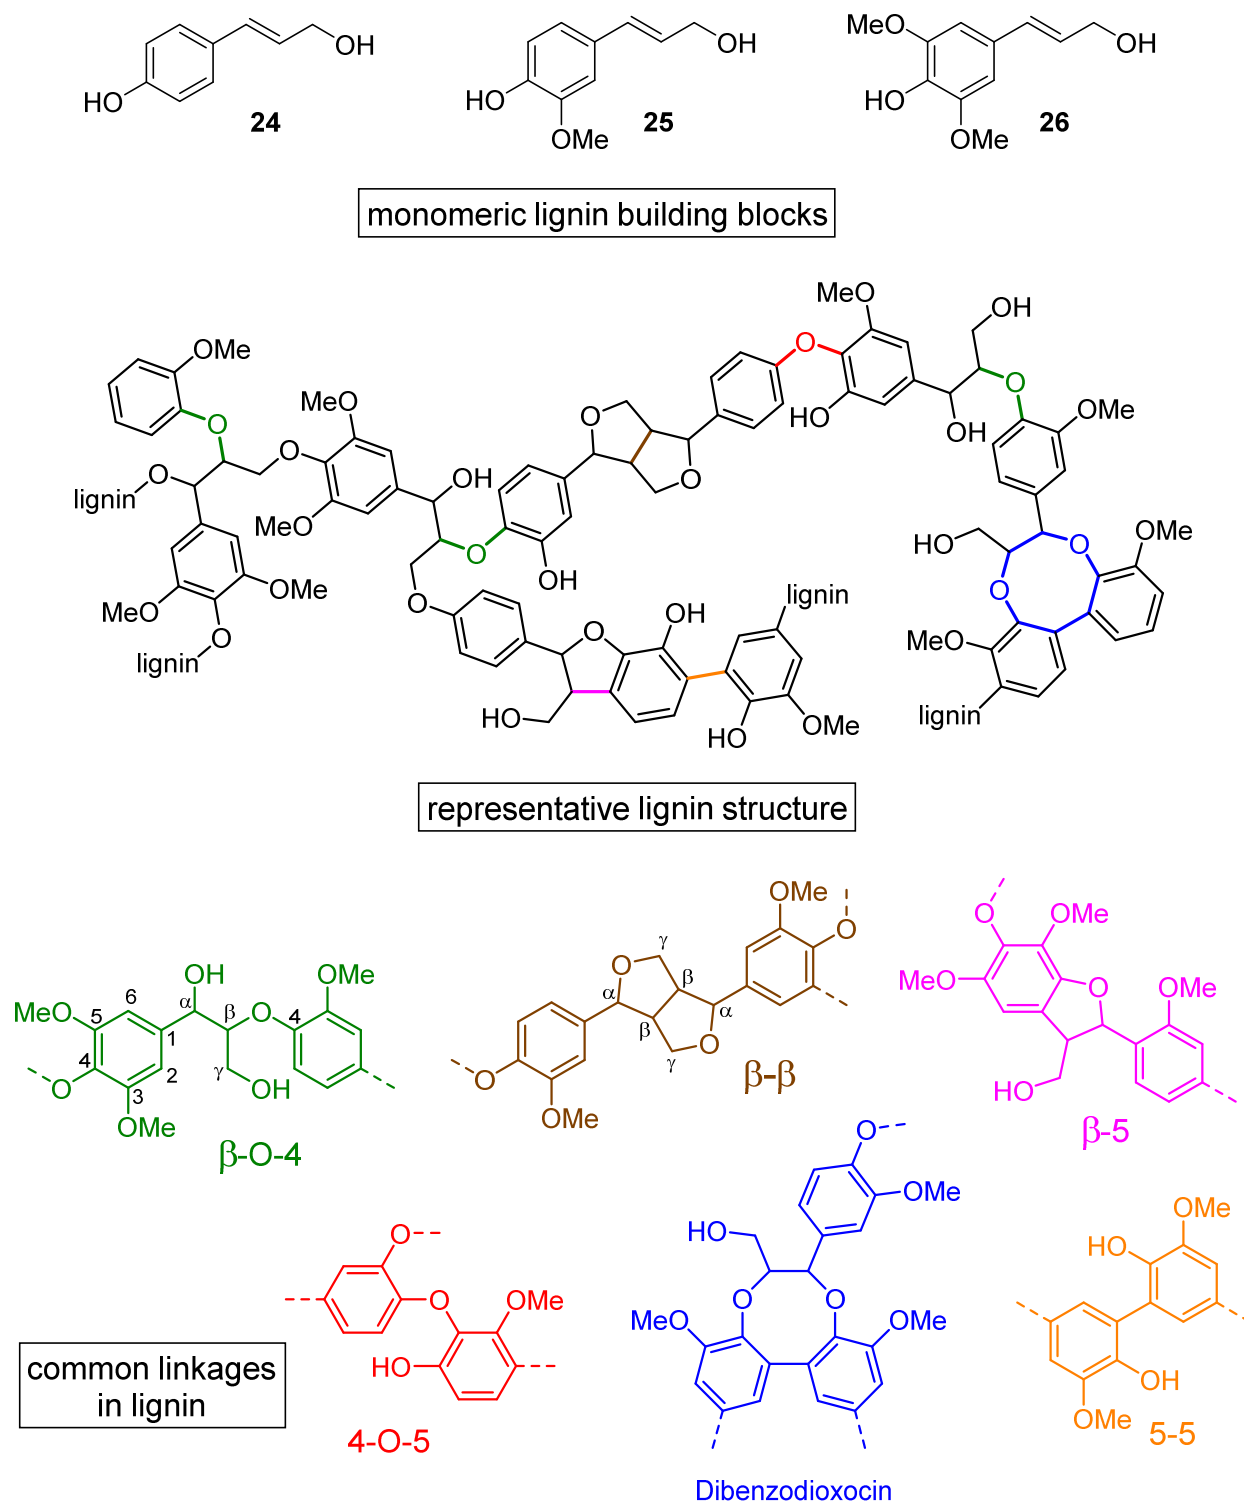 OH
HO
24
OH
HO
OMe
25
MeO
OH
HO
OMe
26
monomeric lignin building blocks
OMe
O
O
lignin
O
MeO
OMe
MeO
OMe
O
lignin
MeO
OH
O
O
HO
OH
O
O
O
MeO
OH
OH
O
OMe
HO
O
O
OMe
MeO
lignin
O
O
HO
OH
lignin
HO
OMe
representative lignin structure
OH
MeO
5
6
α
β
O
4
OMe
4
1
2
3
γ
OH
O
OMe
β-O-4
OMe
O
γ
O
β
α
α
β
γ
O
O
OMe
β-β
O
OMe
MeO
O
OMe
HO
β-5
O
O
OMe
HO
4-O-5
O
OMe
HO
O
O
MeO
OMe
Dibenzodioxocin
OMe
HO
OH
OMe
5-5
common linkages
in lignin